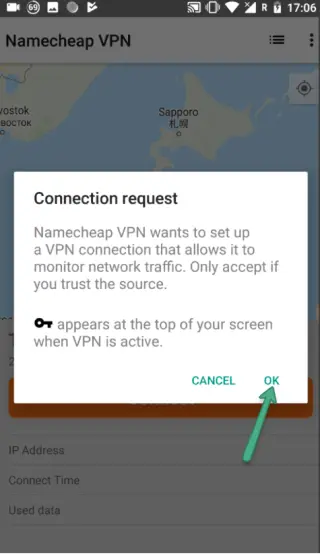 69
R 17:06
Namecheap VPN
vostok
восток
Sapporo
札幌
Connection request
Namecheap VPN wants to set up
a VPN connection that allows it to
monitor network traffic. Only accept if
you trust the source.
appears at the top of your screen
when VPN is active.
CANCEL OK
IP Address
Connect Time
Used data